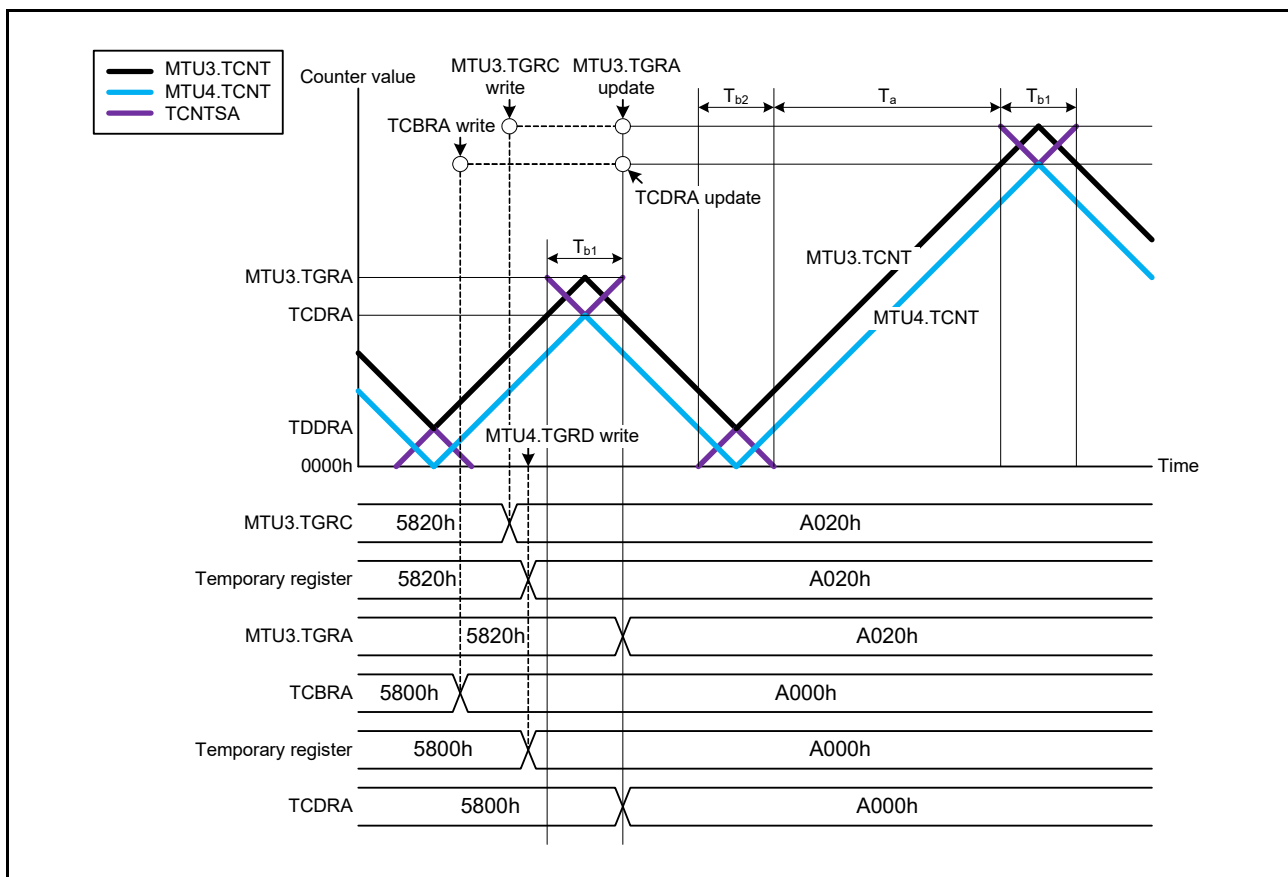 MTU3.TCNT
MTU4.TCNT
TCNTSA
Counter value
MTU3.TGRC
write
MTU3.TGRA
update
Tb2
Ta
Tb1
TCBRA write
TCDRA update
Tb1
MTU3.TGRA
TCDRA
MTU3.TCNT
MTU4.TCNT
TDDRA
MTU4.TGRD write
0000h
Time
MTU3.TGRC
5820h
A020h
Temporary register
5820h
A020h
MTU3.TGRA
5820h
A020h
TCBRA
5800h
A000h
Temporary register
5800h
A000h
TCDRA
5800h
A000h